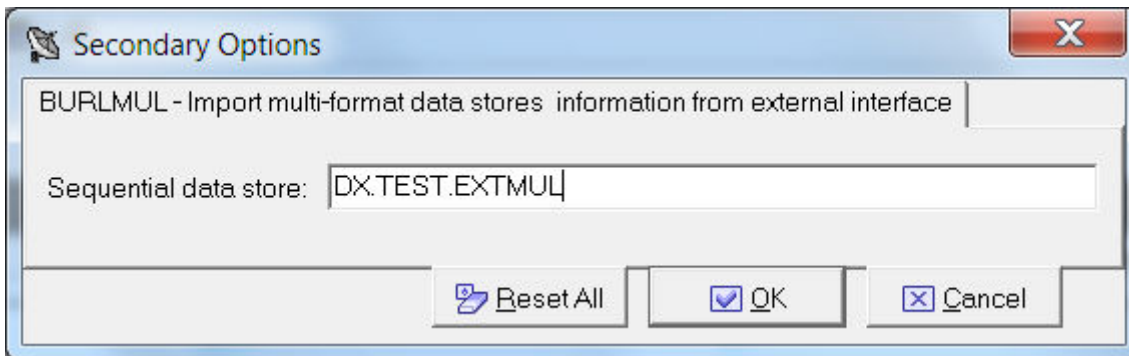 Secondary Options
BURLMUL - Import multi-format data stores information from external interface
Sequential data store: DX.TEST.EXTMUL
Reset All OK Cancel